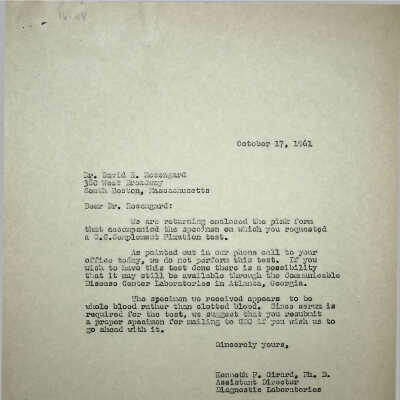 October 17, 1961
Dr. David R. Rosengard
380 West Broadway
South Boston, Massachusetts
Dear Dr. Rosengard:
We are returning enclosed the pink form
that accompanied the specimen on which you requested
a G.C.Complement Fixation test.
As pointed out in our phone call to your
office today, we do not perform this test. If you
wish to have this test done there is a possibility
that it may still be available through the Communicable
Disease Center Laboratories in Atlanta, Georgia.
The specimen we received appears to be
whole blood rather than clotted blood. Since serum is
required for the test, we suggest that you resubmit
a proper specimen for mailing to CDC if you wish us to
go ahead with it.
Sincerely yours,
Kenneth F. Girard, Ph. D.
Assistant Director
Diagnostic Laboratories